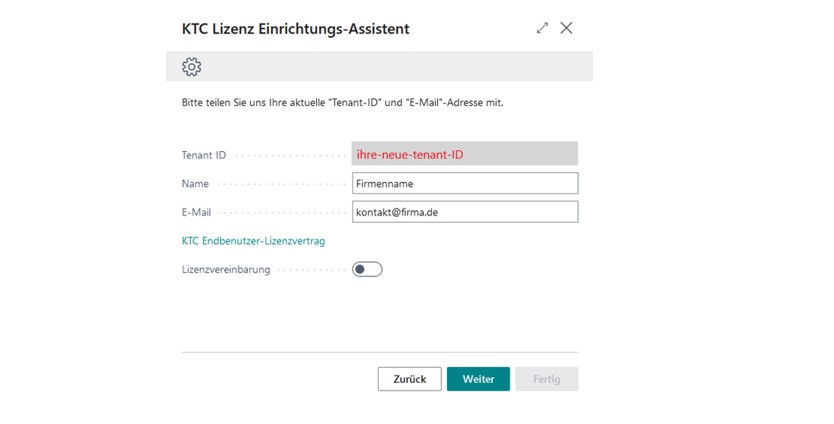 KTC Lizenz Einrichtungs-Assistent
Bitte teilen Sie uns Ihre aktuelle "Tenant-ID" und "E-Mail"-Adresse mit.
Tenant ID ihre-neue-tenant-ID
Name Firmenname
E-Mail kontakt@firma.de
KTC Endbenutzer-Lizenzvertrag
Lizenzvereinbarung
Zurück Weiter Fertig